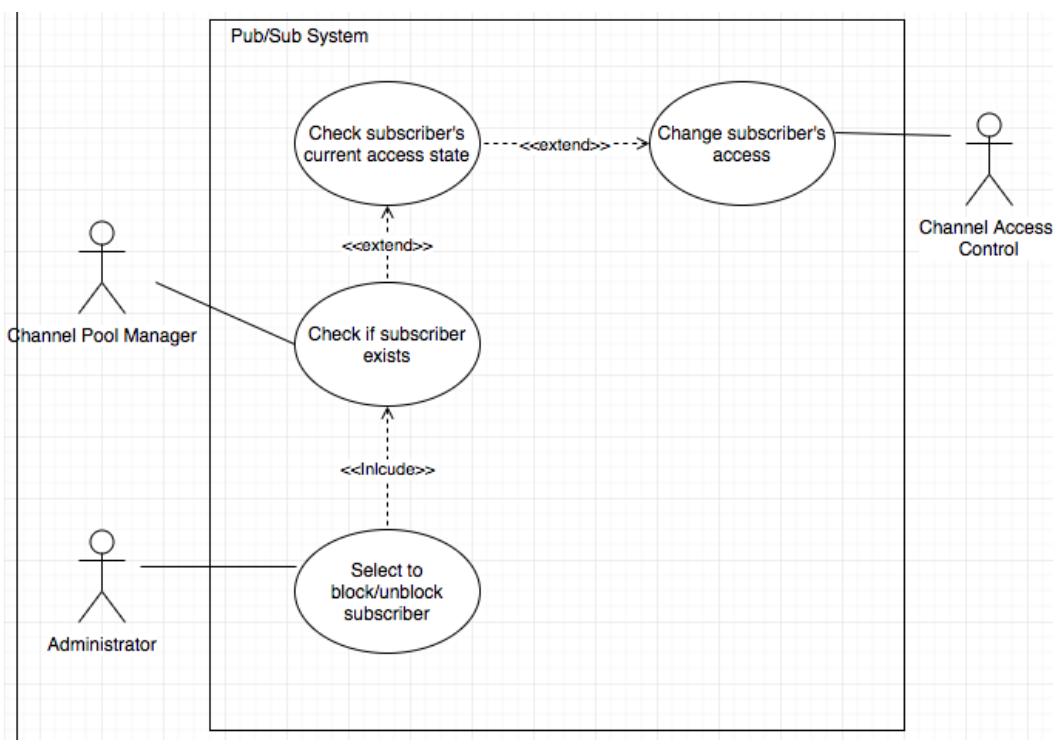 Pub/Sub System
Check subscriber's
current access state
<<extend>>
Change subscriber's
access
Channel Access
Control
<<extend>>
Channel Pool Manager
Check if subscriber
exists
<<Inlcude>>
Select to
block/unblock
subscriber
Administrator